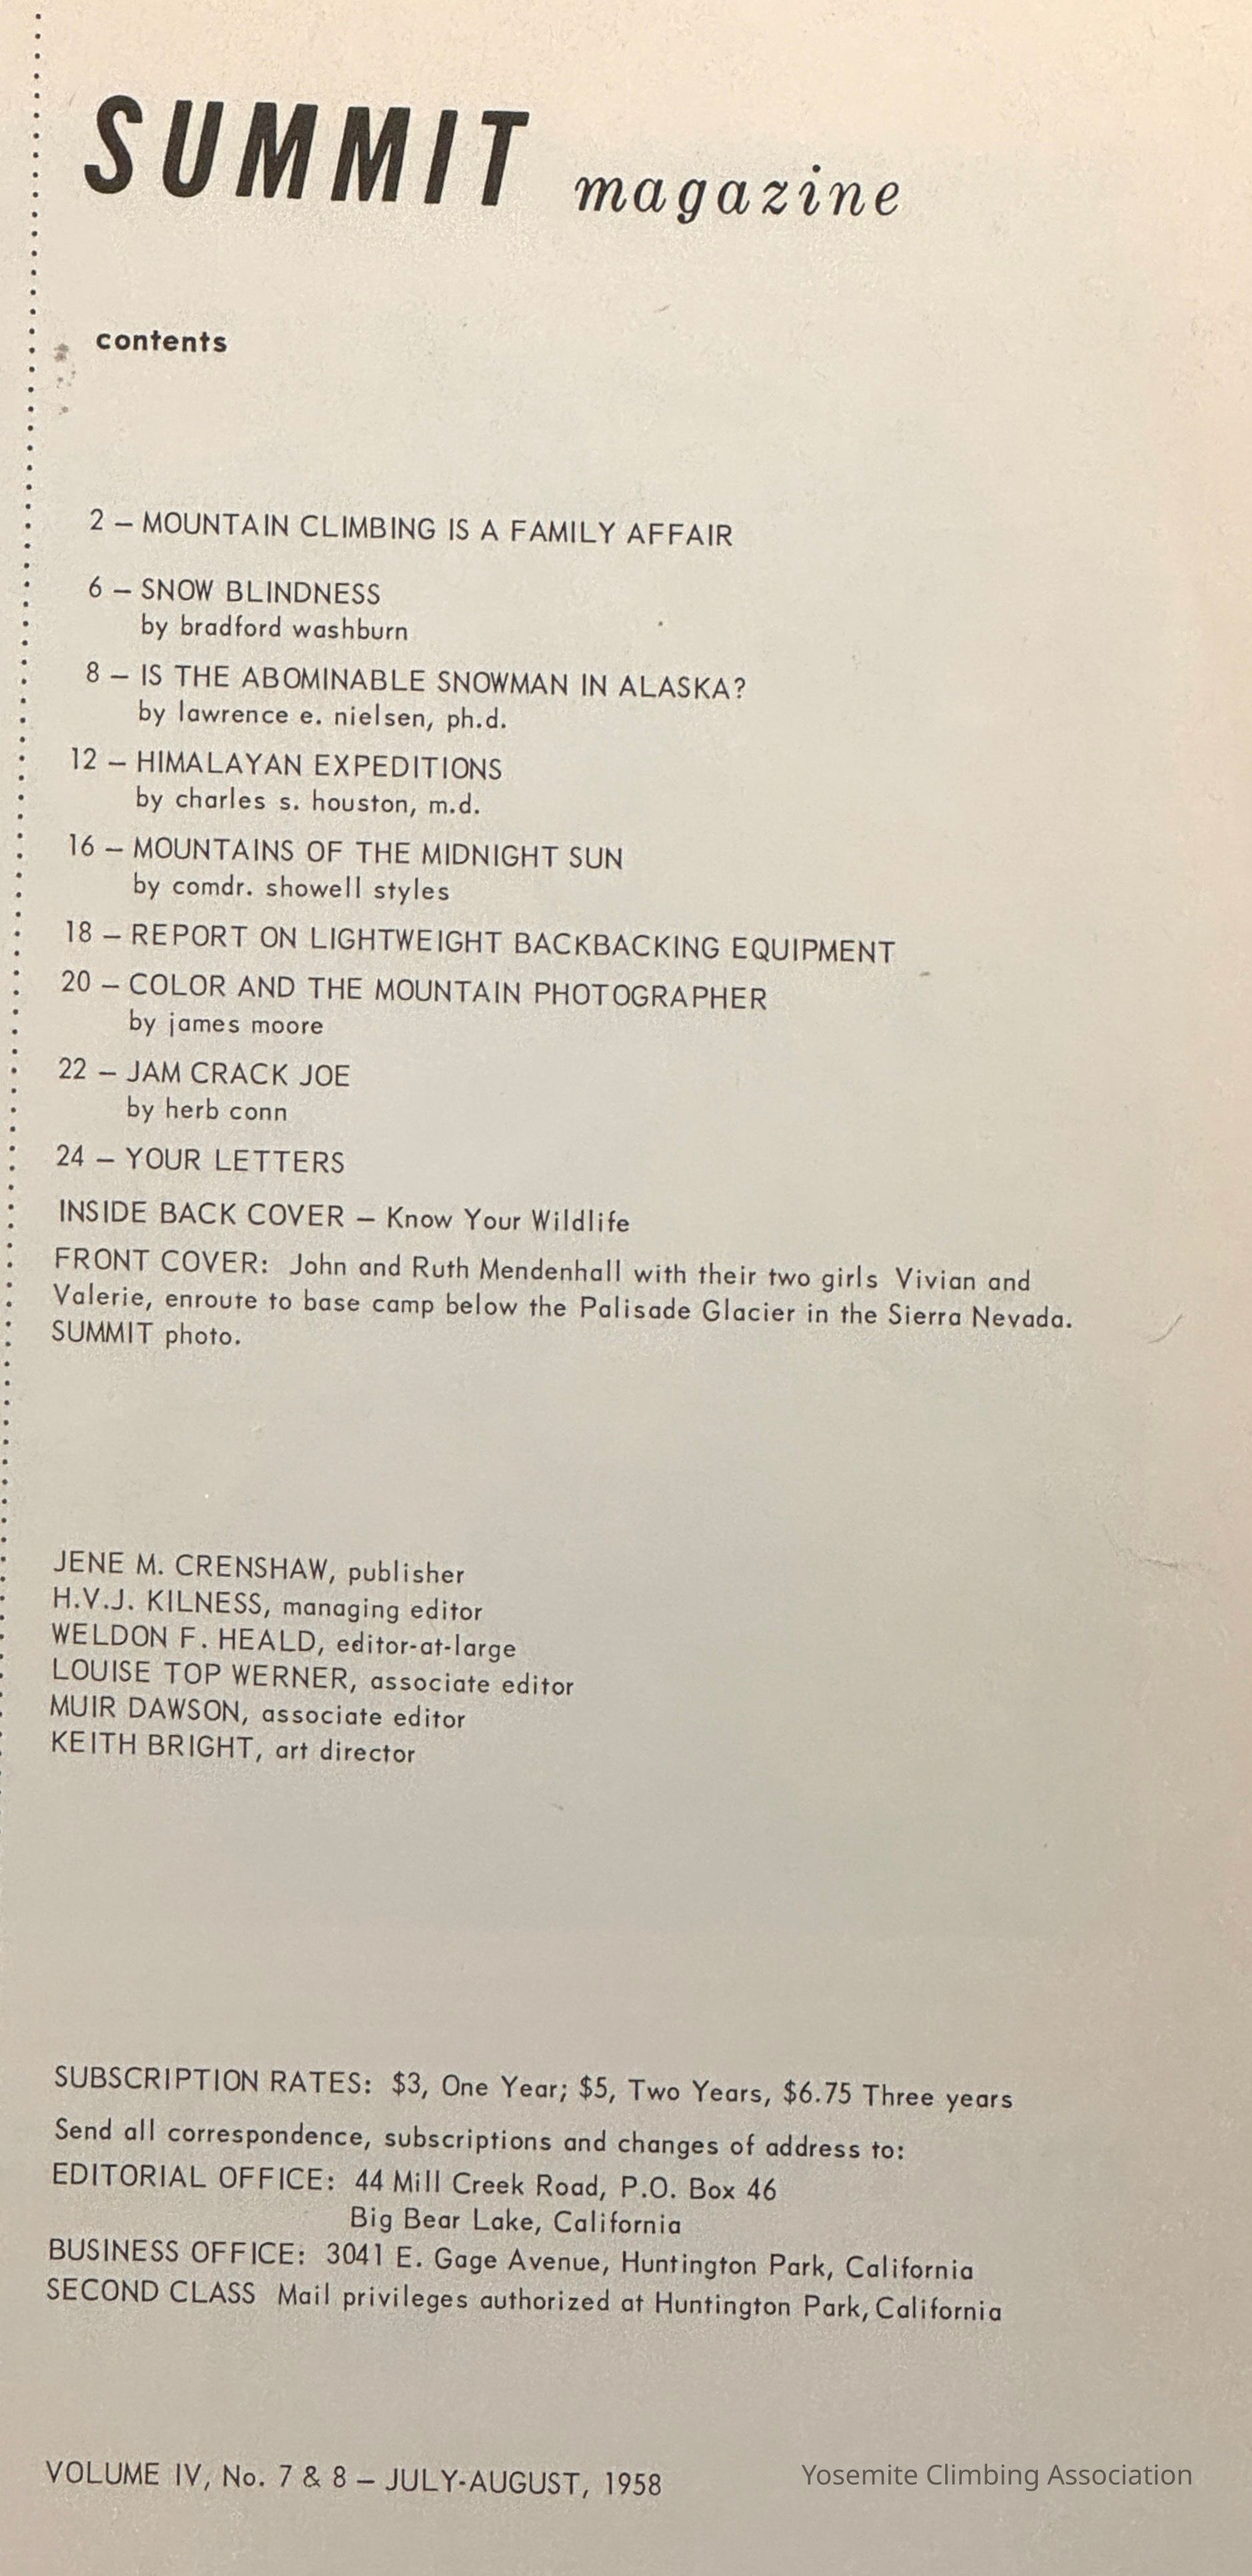 SUMMIT magazine
contents
2 – MOUNTAIN CLIMBING IS A FAMILY AFFAIR
6 – SNOW BLINDNESS
by bradford washburn
8 – IS THE ABOMINABLE SNOWMAN IN ALASKA?
by lawrence e. nielsen, ph.d.
12 – HIMALAYAN EXPEDITIONS
by charles s. houston, m.d.
16 – MOUNTAINS OF THE MIDNIGHT SUN
by comdr. showell styles
18 – REPORT ON LIGHTWEIGHT BACKBACKING EQUIPMENT
20 – COLOR AND THE MOUNTAIN PHOTOGRAPHER
by james moore
22 – JAM CRACK JOE
by herb conn
24 – YOUR LETTERS
INSIDE BACK COVER – Know Your Wildlife
FRONT COVER: John and Ruth Mendenhall with their two girls Vivian and
Valerie, enroute to base camp below the Palisade Glacier in the Sierra Nevada.
SUMMIT photo.
JENE M. CRENSHAW, publisher
H.V.J. KILNESS, managing editor
WELDON F. HEALD, editor-at-large
LOUISE TOP WERNER, associate editor
MUIR DAWSON, associate editor
KEITH BRIGHT, art director
SUBSCRIPTION RATES: $3, One Year; $5, Two Years, $6.75 Three years
Send all correspondence, subscriptions and changes of address to:
EDITORIAL OFFICE: 44 Mill Creek Road, P.O. Box 46
Big Bear Lake, California
BUSINESS OFFICE: 3041 E. Gage Avenue, Huntington Park, California
SECOND CLASS Mail privileges authorized at Huntington Park, California
VOLUME IV, No. 7 & 8 – JULY-AUGUST, 1958
Yosemite Climbing Association